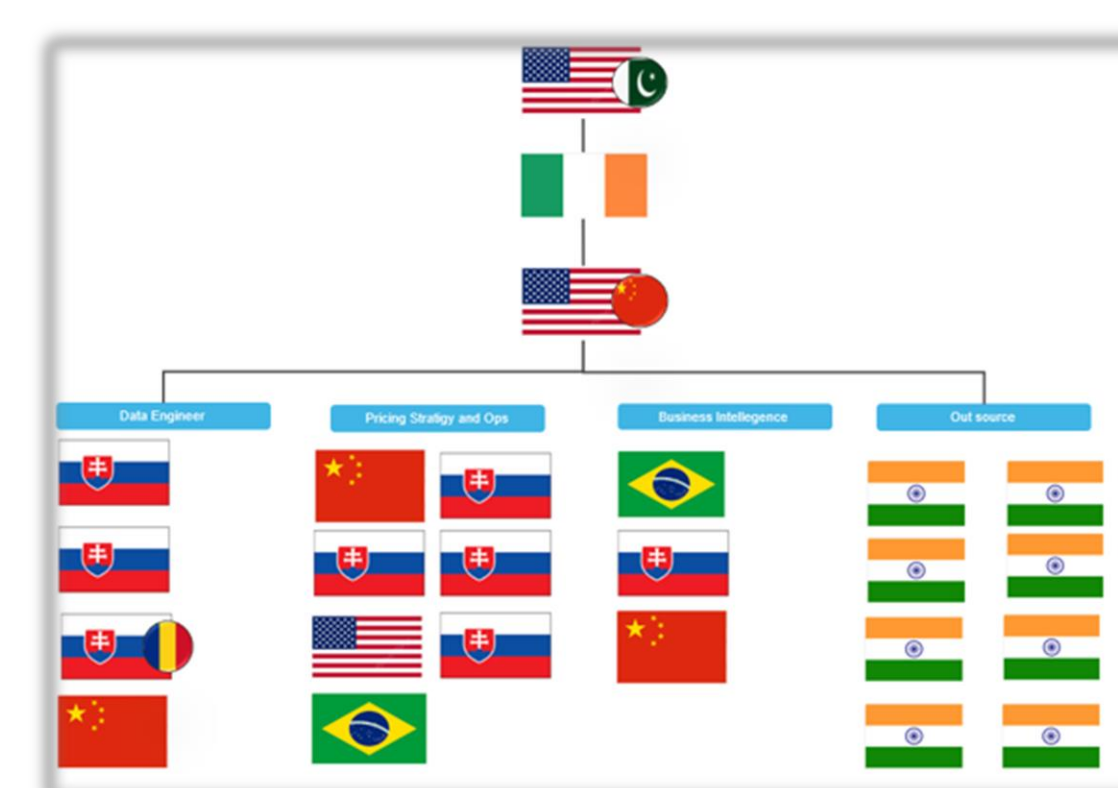 Data Engineer
Pricing Stratigy and Ops
Business Intellegence
Out source